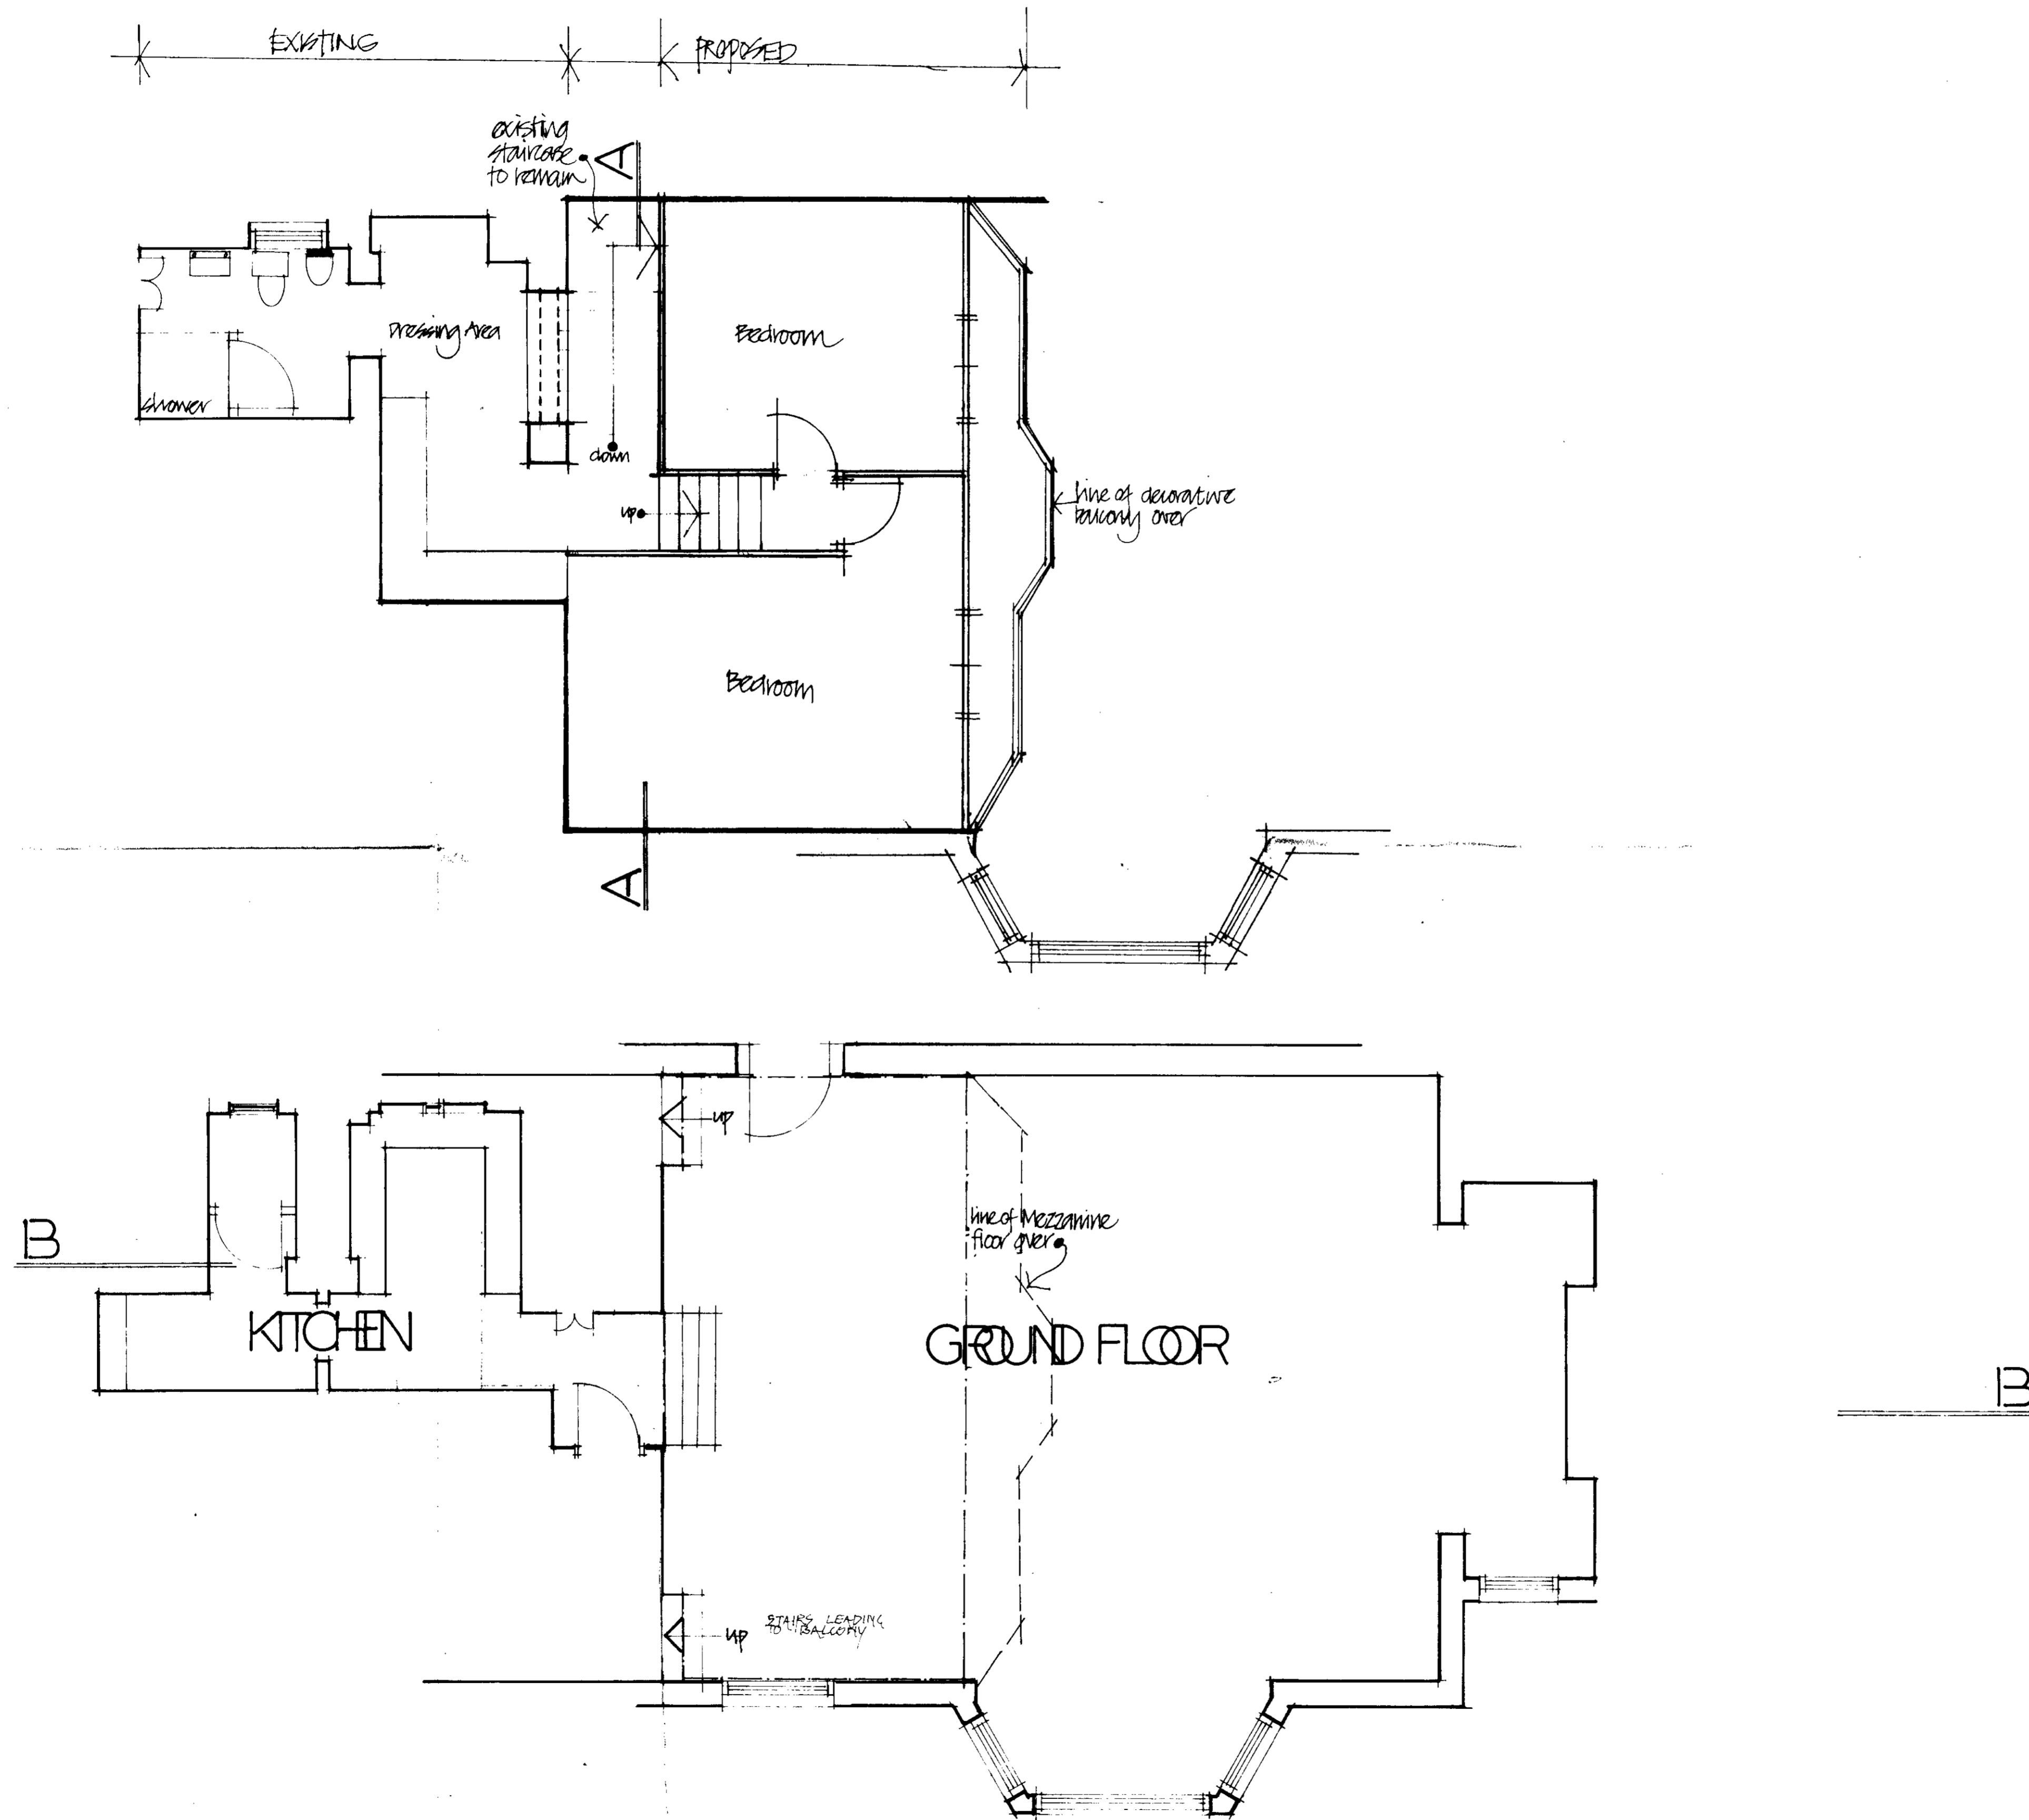 EXISTING
PROPOSED
existing
staircase
to remain
A
Dressing Area
Bedroom
shower
down
up
line of decorative
balcony over
Bedroom
A
up
line of Mezzanine
floor over
B
KITCHEN
GROUND FLOOR
B
up
STAIRS LEADING
TO BALCONY